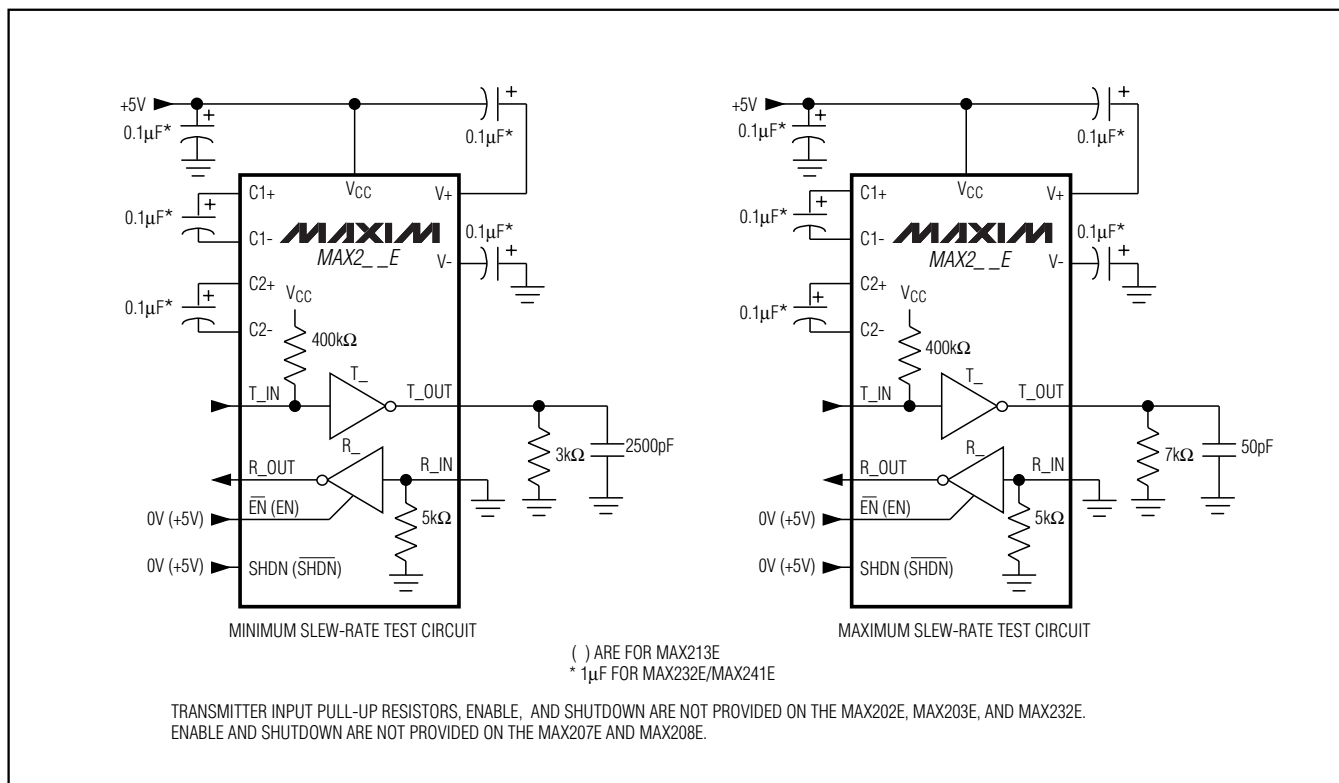 +5V
0.1µF*
+
0.1µF*
+
C1+
VCC
V+
0.1µF*
+
C1-
MAXIM
MAX2_ _E
0.1µF*
+
V-
C2+
0.1µF*
+
C2-
VCC
400kΩ
T_IN
T_
T_OUT
3kΩ
2500pF
R_OUT
R_
R_IN
0V (+5V)
EN (EN)
5kΩ
0V (+5V)
SHDN (SHDN)
MINIMUM SLEW-RATE TEST CIRCUIT
+5V
0.1µF*
+
0.1µF*
+
C1+
VCC
V+
0.1µF*
+
C1-
MAXIM
MAX2_ _E
0.1µF*
+
V-
C2+
0.1µF*
+
C2-
VCC
400kΩ
T_IN
T_
T_OUT
7kΩ
50pF
R_OUT
R_
R_IN
0V (+5V)
EN (EN)
5kΩ
0V (+5V)
SHDN (SHDN)
MAXIMUM SLEW-RATE TEST CIRCUIT
( ) ARE FOR MAX213E
* 1µF FOR MAX232E/MAX241E
TRANSMITTER INPUT PULL-UP RESISTORS, ENABLE, AND SHUTDOWN ARE NOT PROVIDED ON THE MAX202E, MAX203E, AND MAX232E.
ENABLE AND SHUTDOWN ARE NOT PROVIDED ON THE MAX207E AND MAX208E.